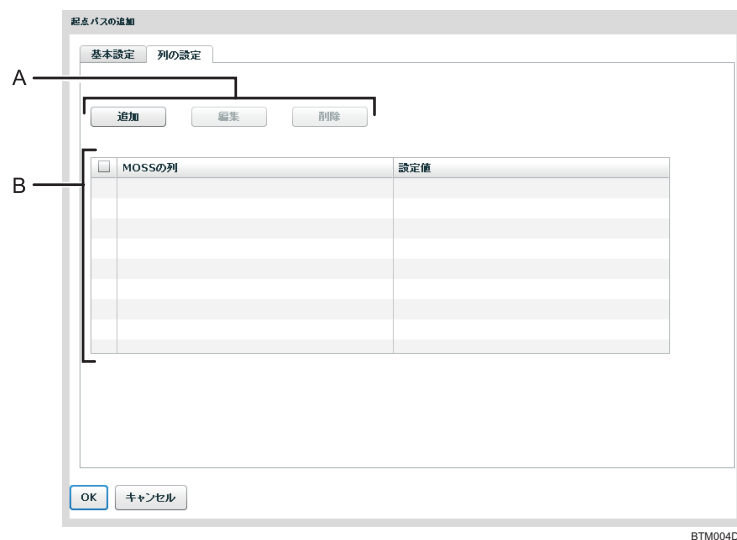 起点パスの追加
基本設定 列の設定
A
追加 編集 削除
B
MOSSの列 設定値
OK キャンセル
BTM004D